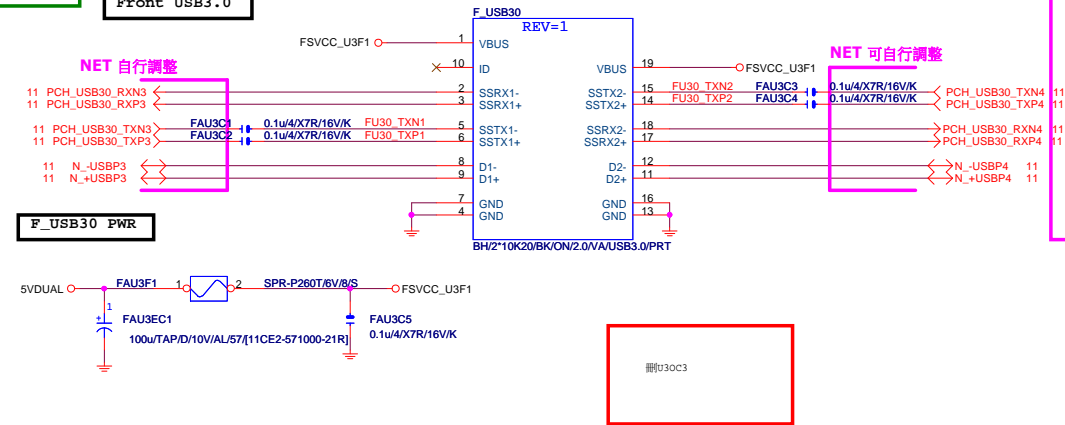 Front USB3.0
F_USB30
REV=1
FSVCC_U3F1
1
VBUS
10
ID
VBUS
19
FSVCC_U3F1
NET 自行調整
NET 可自行調整
11 PCH_USB30_RXN3
2
SSRX1-
11 PCH_USB30_RXP3
3
SSRX1+
SSTX2-
15
FU30_TXN2
FAU3C3
0.1u/4/X7R/16V/K
PCH_USB30_TXN4 11
SSTX2+
14
FU30_TXP2
FAU3C4
0.1u/4/X7R/16V/K
PCH_USB30_TXP4 11
11 PCH_USB30_TXN3
FAU3C1
0.1u/4/X7R/16V/K
FU30_TXN1
5
SSTX1-
11 PCH_USB30_TXP3
FAU3C2
0.1u/4/X7R/16V/K
FU30_TXP1
6
SSTX1+
SSRX2-
18
PCH_USB30_RXN4 11
SSRX2+
17
PCH_USB30_RXP4 11
11 N_-USBP3
8
D1-
11 N_+USBP3
9
D1+
D2-
12
N_-USBP4 11
D2+
11
N_+USBP4 11
7
GND
4
GND
GND
16
GND
13
BH/2*10K20/BK/ON/2.0/VA/USB3.0/PRT
F_USB30 PWR
5VDUAL
FAU3F1
1
2
SPR-P260T/6V/8/S
FSVCC_U3F1
1
+
FAU3EC1
100u/TAP/D/10V/AL/57/[11CE2-571000-21R]
FAU3C5
0.1u/4/X7R/16V/K
刪U3OC3